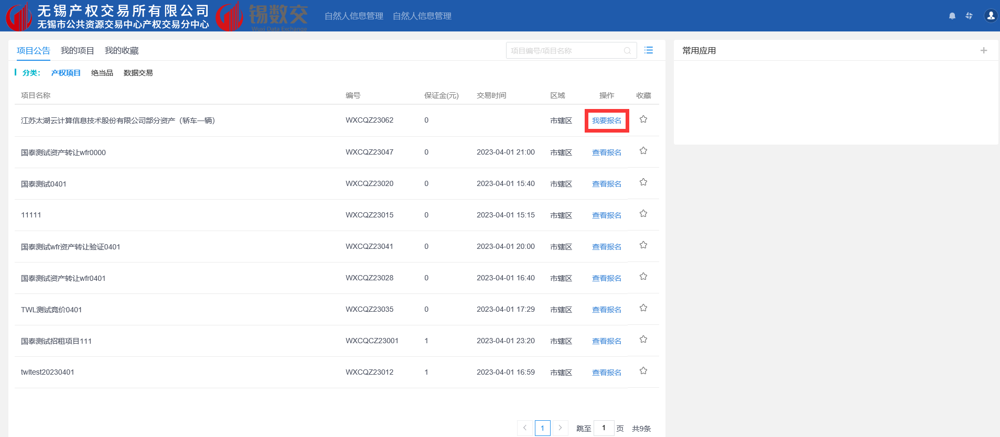 无锡产权交易所有限公司
无锡市公共资源交易中心产权交易分中心
锡数交
Wuxi Data Exchange
自然人信息管理 自然人信息管理
项目公告 我的项目 我的收藏
项目编号/项目名称
常用应用
分类: 产权项目 绝当品 数据交易
项目名称 编号 保证金(元) 交易时间 区域 操作 收藏
江苏太湖云计算信息技术股份有限公司部分资产（轿车一辆） WXCQZ23062 0 市辖区 我要报名
国泰测试资产转让wfr0000 WXCQZ23047 0 2023-04-01 21:00 市辖区 查看报名
国泰测试0401 WXCQZ23020 0 2023-04-01 15:40 市辖区 查看报名
11111 WXCQZ23015 0 2023-04-01 15:15 市辖区 查看报名
国泰测试wfr资产转让验证0401 WXCQZ23041 0 2023-04-01 20:00 市辖区 查看报名
国泰测试资产转让wfr0401 WXCQZ23028 0 2023-04-01 16:40 市辖区 查看报名
TWL测试竞价0401 WXCQZ23035 0 2023-04-01 17:29 市辖区 查看报名
国泰测试招租项目111 WXCQCZ23001 1 2023-04-01 23:20 市辖区 查看报名
twltest20230401 WXCQZ23012 1 2023-04-01 16:59 市辖区 查看报名
1 跳至 1 页 共9条